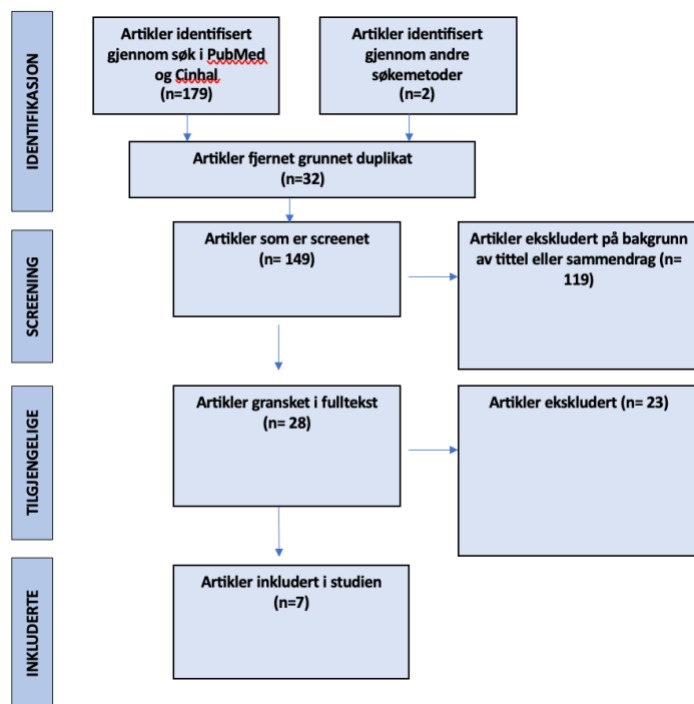 IDENTIFIKASJON
Artikler identifisert
gjennom søk i PubMed
og Cinhal
(n=179)
Artikler identifisert
gjennom andre
søkemetoder
(n=2)
Artikler fjernet grunnet duplikat
(n=32)
SCREENING
Artikler som er screenet
(n= 149)
Artikler ekskludert på bakgrunn
av tittel eller sammendrag (n=
119)
TILGJENGELIGE
Artikler gransket i fulltekst
(n= 28)
Artikler ekskludert (n= 23)
INKLUDERTE
Artikler inkludert i studien
(n=7)